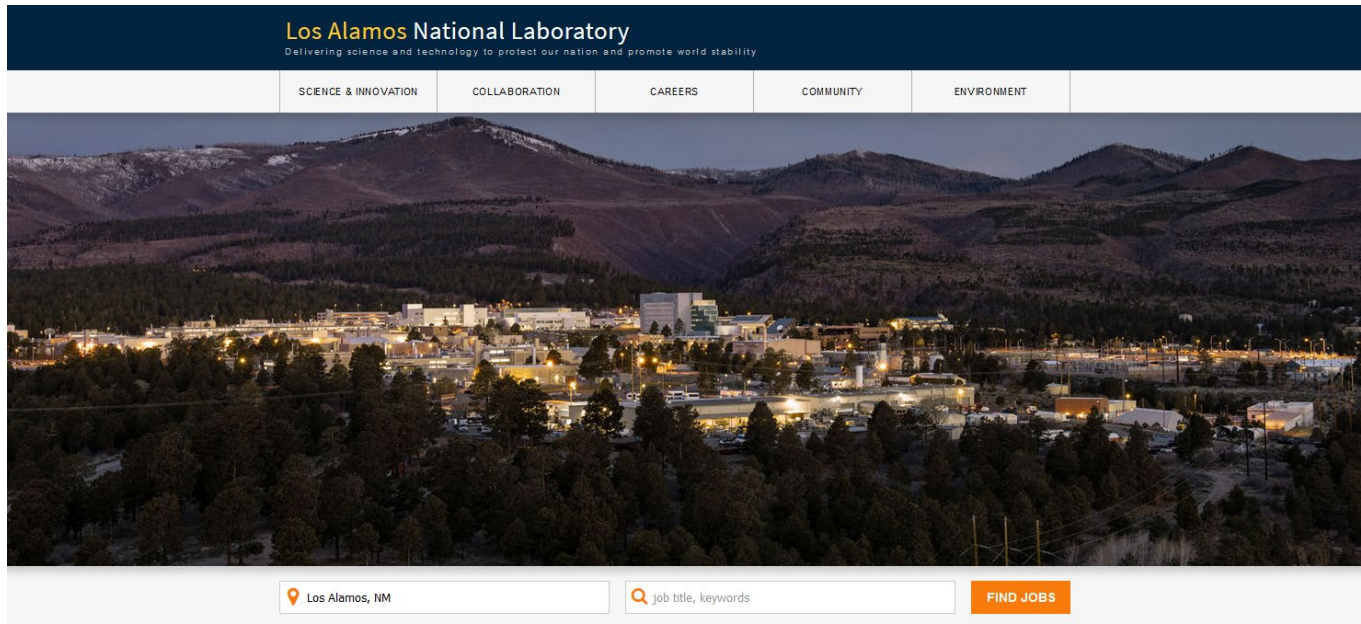 Los Alamos National Laboratory
Delivering science and technology to protect our nation and promote world stability
SCIENCE & INNOVATION
COLLABORATION
CAREERS
COMMUNITY
ENVIRONMENT
Los Alamos, NM
job title, keywords
FIND JOBS